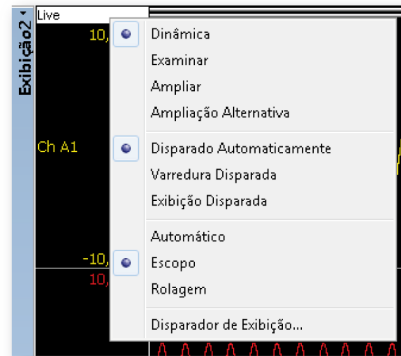 Exibição2
Live
10,
Ch A1
-10,
10,
Dinâmica
Examinar
Ampliar
Ampliação Alternativa
Disparado Automaticamente
Varredura Disparada
Exibição Disparada
Automático
Escopo
Rolagem
Disparador de Exibição...